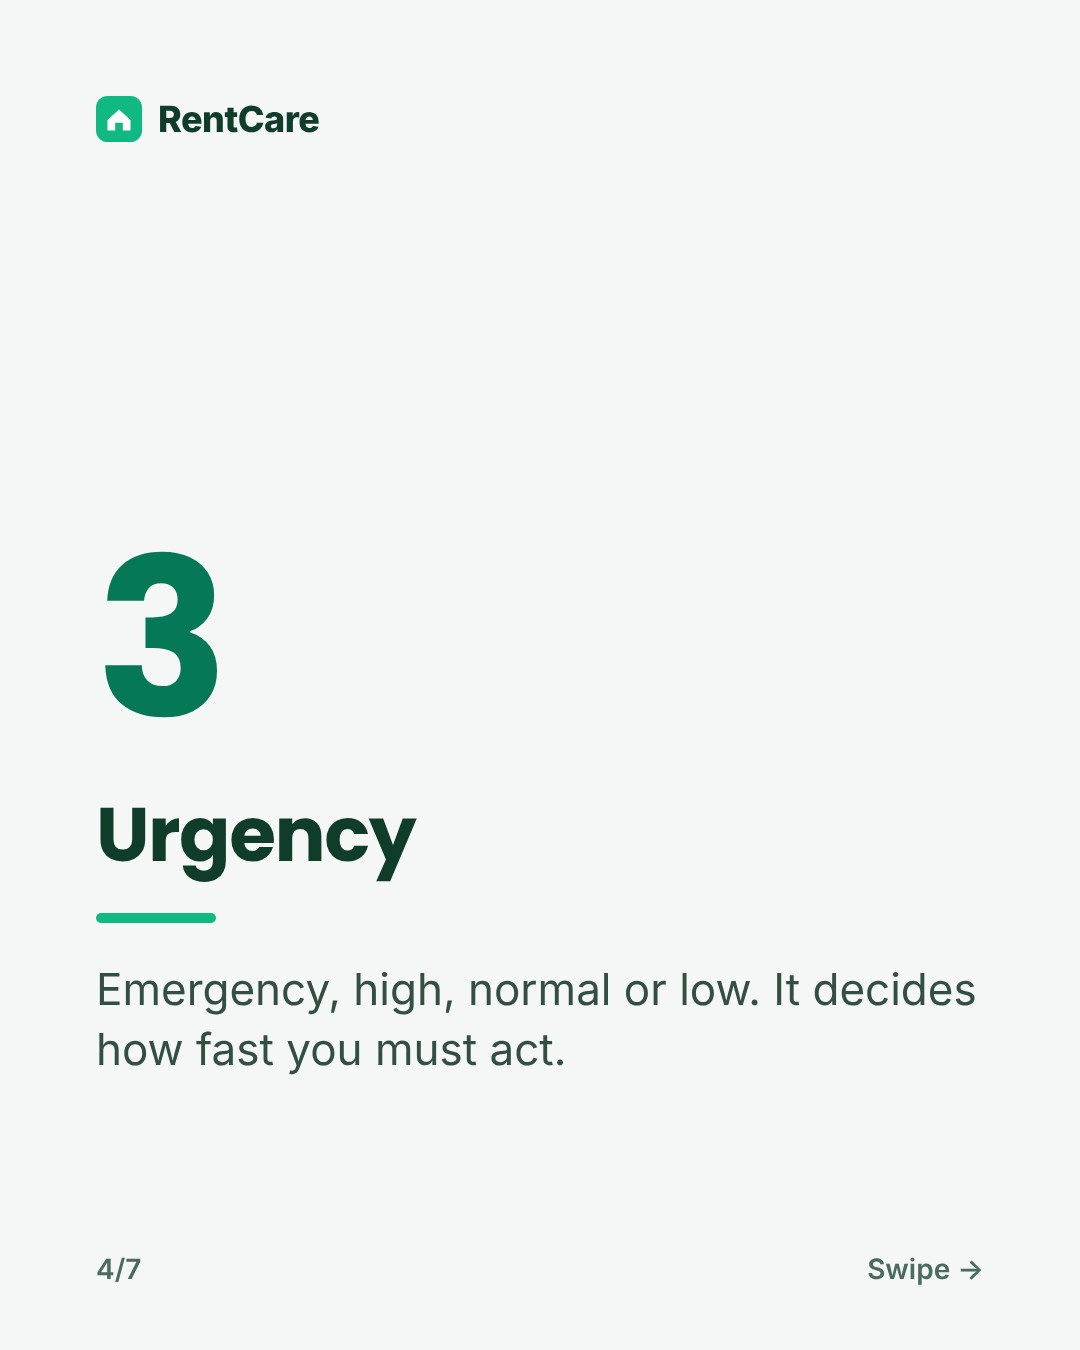 RentCare
3
Urgency
Emergency, high, normal or low. It decides
how fast you must act.
4/7
Swipe →